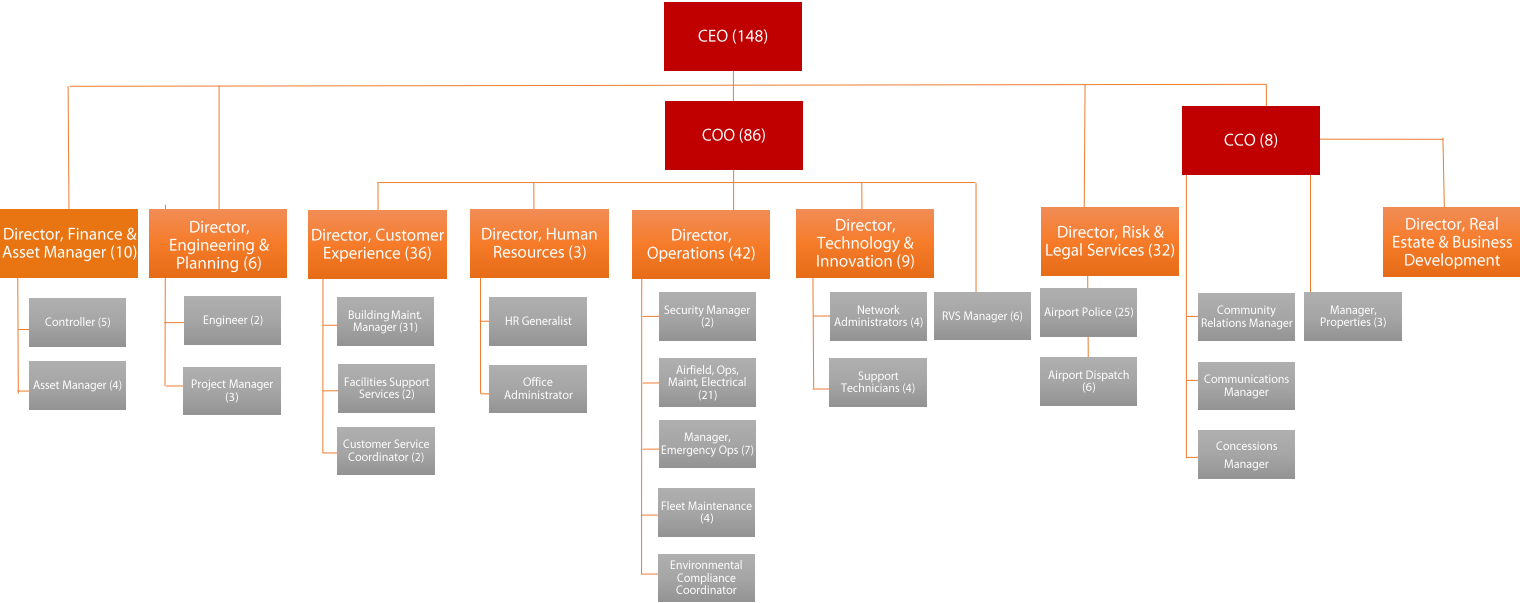 CEO (148)
COO (86)
CCO (8)
Director, Finance &
Asset Manager (10)
Director,
Engineering &
Planning (6)
Director, Customer
Experience (36)
Director, Human
Resources (3)
Director,
Operations (42)
Director,
Technology &
Innovation (9)
Director, Risk &
Legal Services (32)
Director, Real
Estate & Business
Development
Controller (5)
Asset Manager (4)
Engineer (2)
Project Manager
(3)
Building Maint.
Manager (31)
Facilities Support
Services (2)
Customer Service
Coordinator (2)
HR Generalist
Office
Administrator
Security Manager
(2)
Airfield, Ops,
Maint, Electrical
(21)
Manager,
Emergency Ops (7)
Fleet Maintenance
(4)
Environmental
Compliance
Coordinator
Network
Administrators (4)
Support
Technicians (4)
RVS Manager (6)
Airport Police (25)
Airport Dispatch
(6)
Community
Relations Manager
Communications
Manager
Concessions
Manager
Manager,
Properties (3)